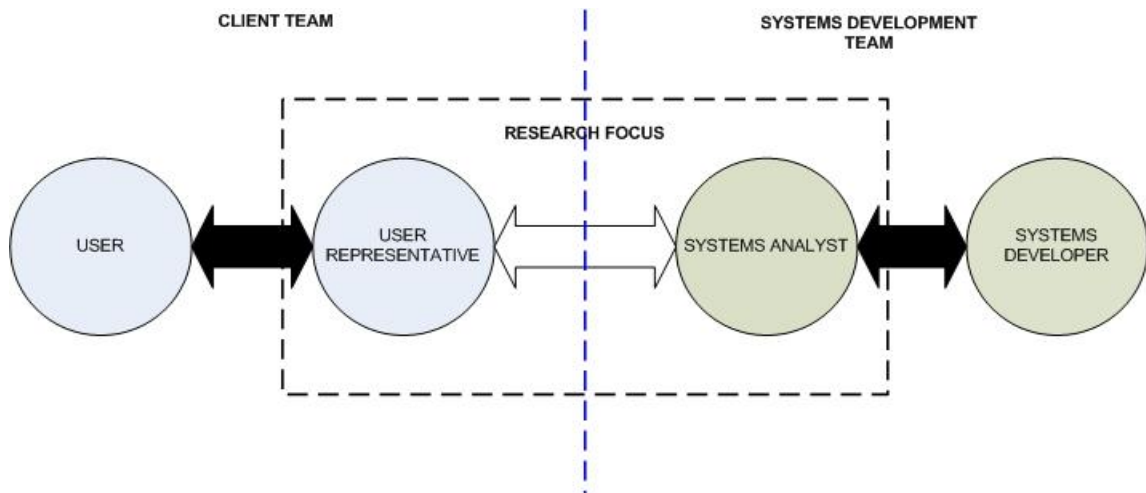 CLIENT TEAM
SYSTEMS DEVELOPMENT
TEAM
RESEARCH FOCUS
USER
USER
REPRESENTATIVE
SYSTEMS ANALYST
SYSTEMS
DEVELOPER